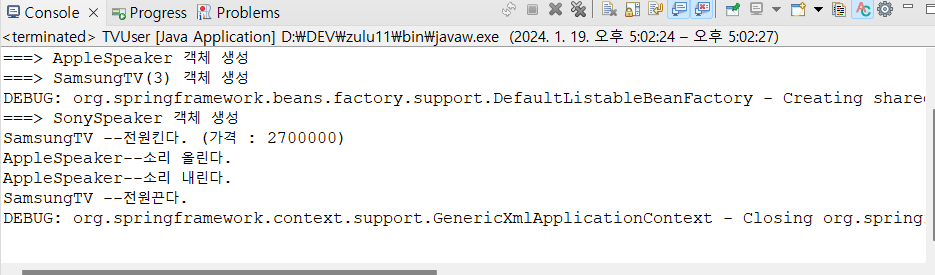 Console × Progress Problems
<terminated> TVUser [Java Application] D:₩DEV₩zulu11₩bin₩javaw.exe (2024. 1. 19. 오후 5:02:24 – 오후 5:02:27)
===> AppleSpeaker 객체 생성
===> SamsungTV(3) 객체 생성
DEBUG: org.springframework.beans.factory.support.DefaultListableBeanFactory - Creating share
===> SonySpeaker 객체 생성
SamsungTV --전원킨다. (가격 : 2700000)
AppleSpeaker--소리 올린다.
AppleSpeaker--소리 내린다.
SamsungTV --전원끈다.
DEBUG: org.springframework.context.support.GenericXmlApplicationContext - Closing org.spring